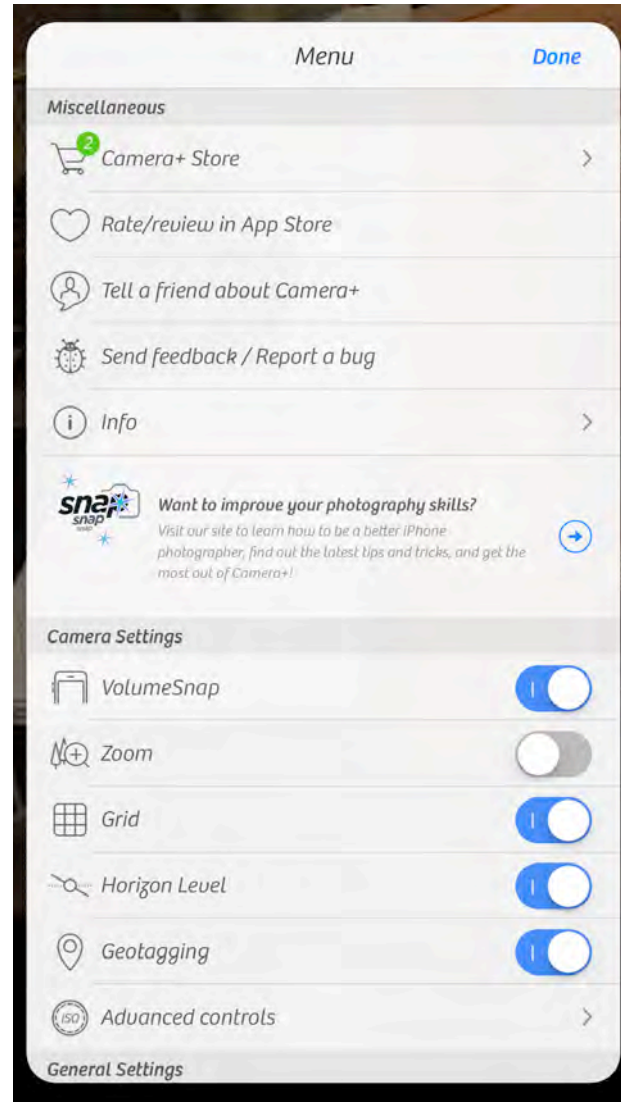 Menu
Done
Miscellaneous
2
Camera+ Store
Rate/review in App Store
Tell a friend about Camera+
Send feedback / Report a bug
i
Info
snap
snap
Want to improve your photography skills?
Visit our site to learn how to be a better iPhone
photographer, find out the latest tips and tricks, and get the
most out of Camera+!
Camera Settings
VolumeSnap
Zoom
Grid
Horizon Level
Geotagging
ISO
Advanced controls
General Settings